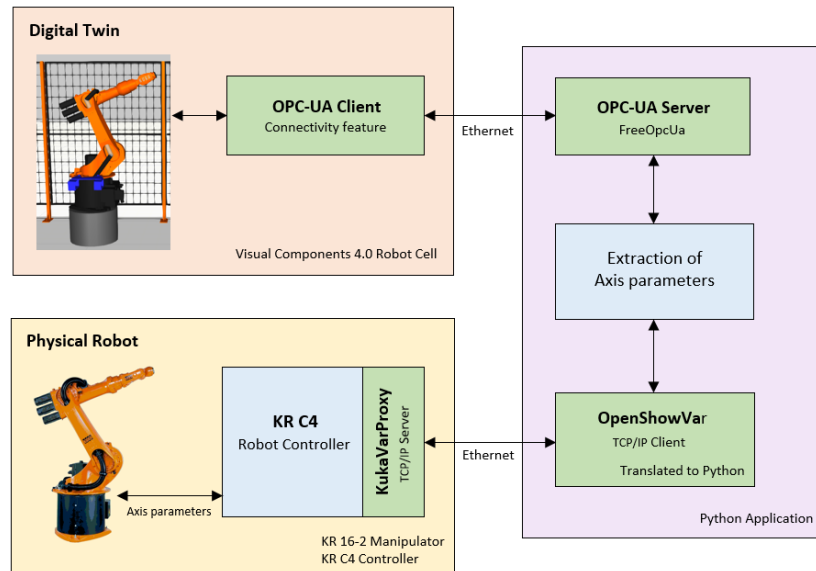 Digital Twin
OPC-UA Client
Connectivity feature
Visual Components 4.0 Robot Cell
Ethernet
OPC-UA Server
FreeOpcUa
Extraction of
Axis parameters
OpenShowVar
TCP/IP Client
Translated to Python
Python Application
Physical Robot
KR C4
Robot Controller
KukaVarProxy
TCP/IP Server
Ethernet
Axis parameters
KR 16-2 Manipulator
KR C4 Controller